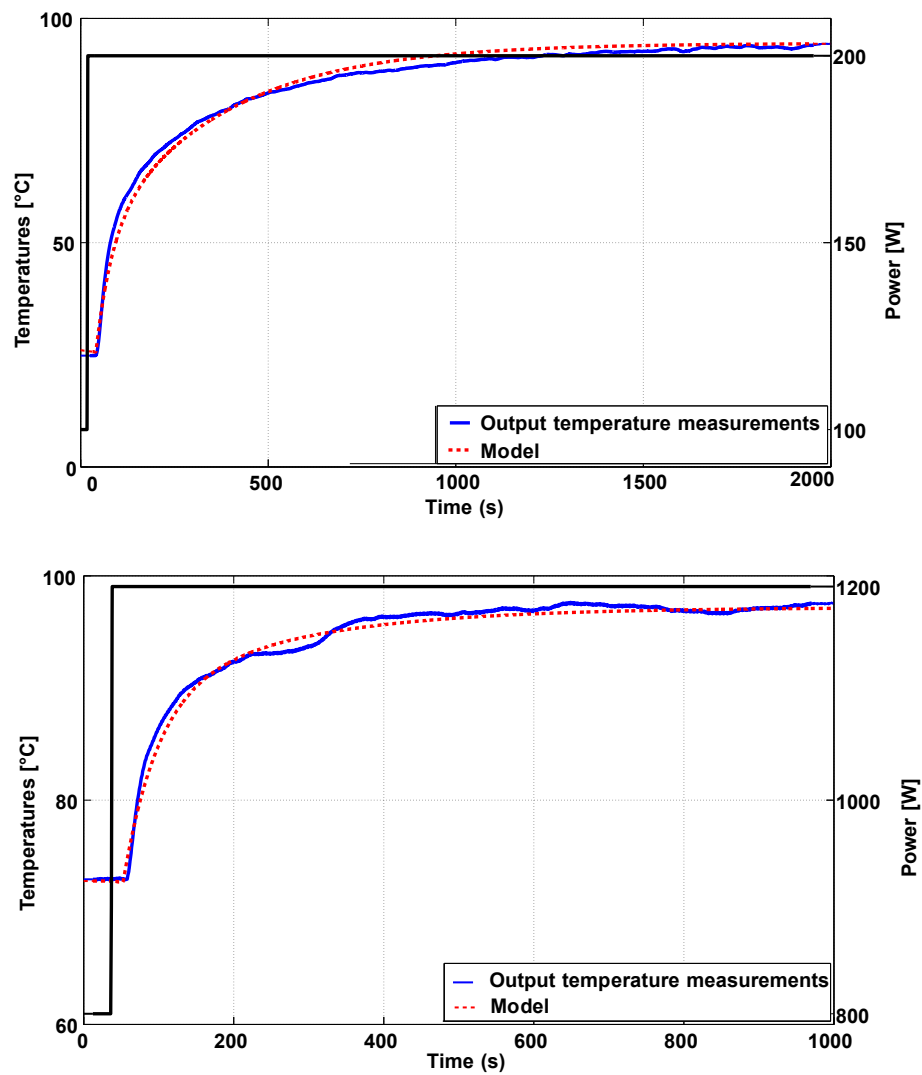 100
50
0
Temperatures [°C]
200
150
100
Power [W]
Output temperature measurements
Model
0
500
1000
1500
2000
Time (s)
100
80
60
Temperatures [°C]
1200
1000
800
Power [W]
Output temperature measurements
Model
0
200
400
600
800
1000
Time (s)